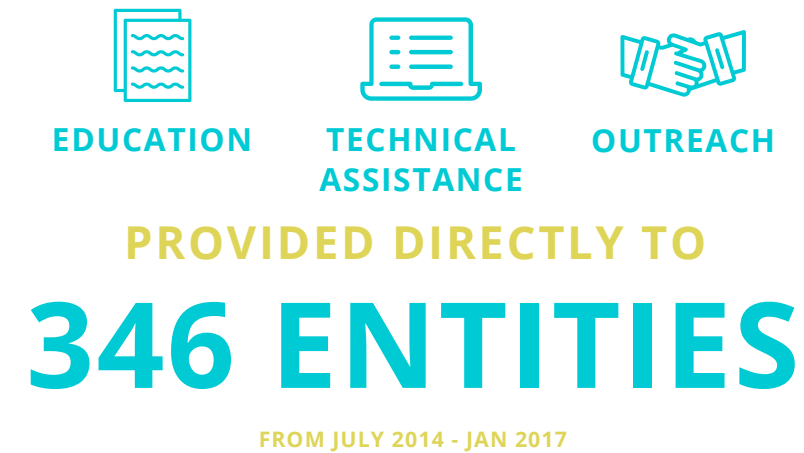 EDUCATION
TECHNICAL
ASSISTANCE
OUTREACH
PROVIDED DIRECTLY TO
346 ENTITIES
FROM JULY 2014 - JAN 2017